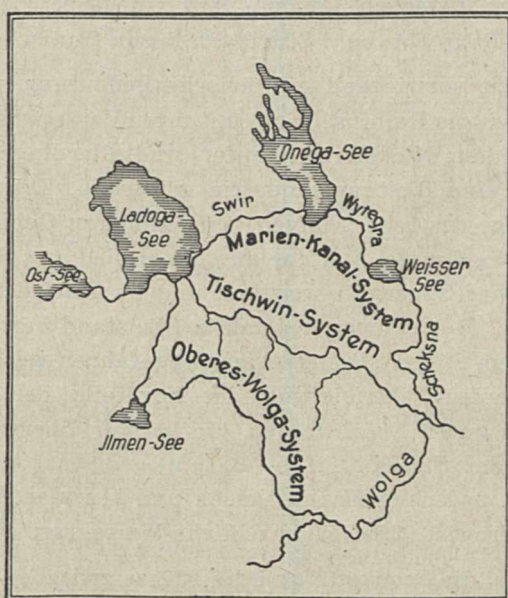 Onega-See
Ladoga-
See
Swir
Wytegra
Marien-Kanal-System
Weisser
See
Ost-See
Tischwin-System
Scheksna
Oberes-Wolga-System
Jlmen-See
Wolga